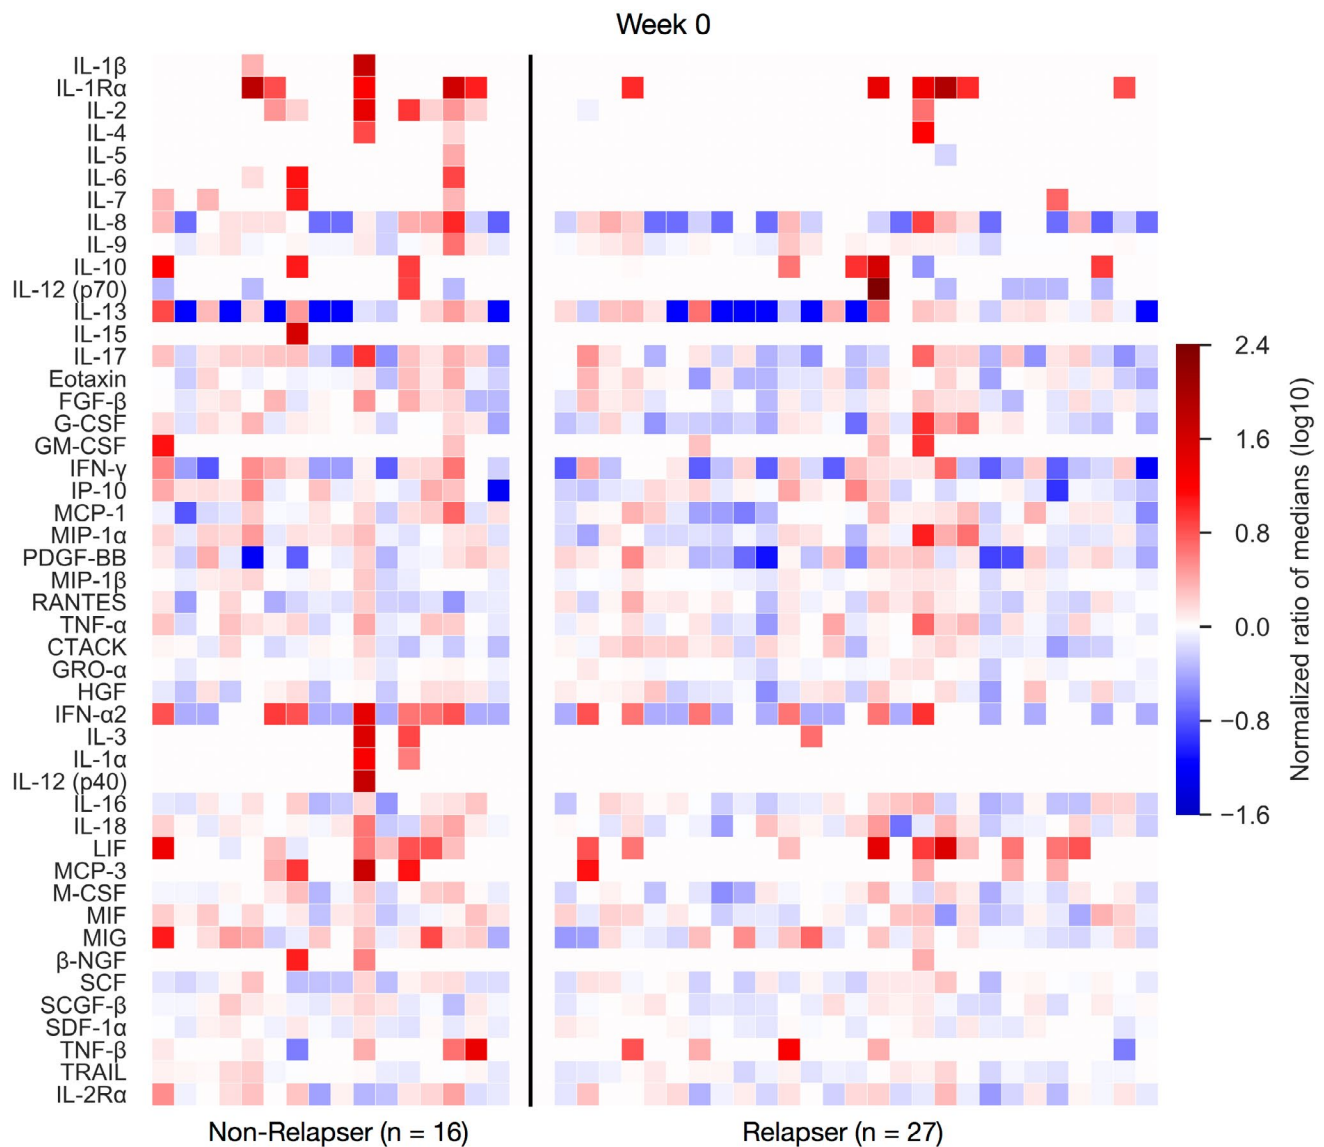 Week 0
IL-1β
IL-1Rα
IL-2
IL-4
IL-5
IL-6
IL-7
IL-8
IL-9
IL-10
IL-12 (p70)
IL-13
IL-15
IL-17
Eotaxin
FGF-β
G-CSF
GM-CSF
IFN-γ
IP-10
MCP-1
MIP-1α
PDGF-BB
MIP-1β
RANTES
TNF-α
CTACK
GRO-α
HGF
IFN-α2
IL-3
IL-1α
IL-12 (p40)
IL-16
IL-18
LIF
MCP-3
M-CSF
MIF
MIG
β-NGF
SCF
SCGF-β
SDF-1α
TNF-β
TRAIL
IL-2Rα
Non-Relapser (n = 16)
Relapser (n = 27)
2.4
1.6
0.8
0.0
−0.8
−1.6
Normalized ratio of medians (log10)